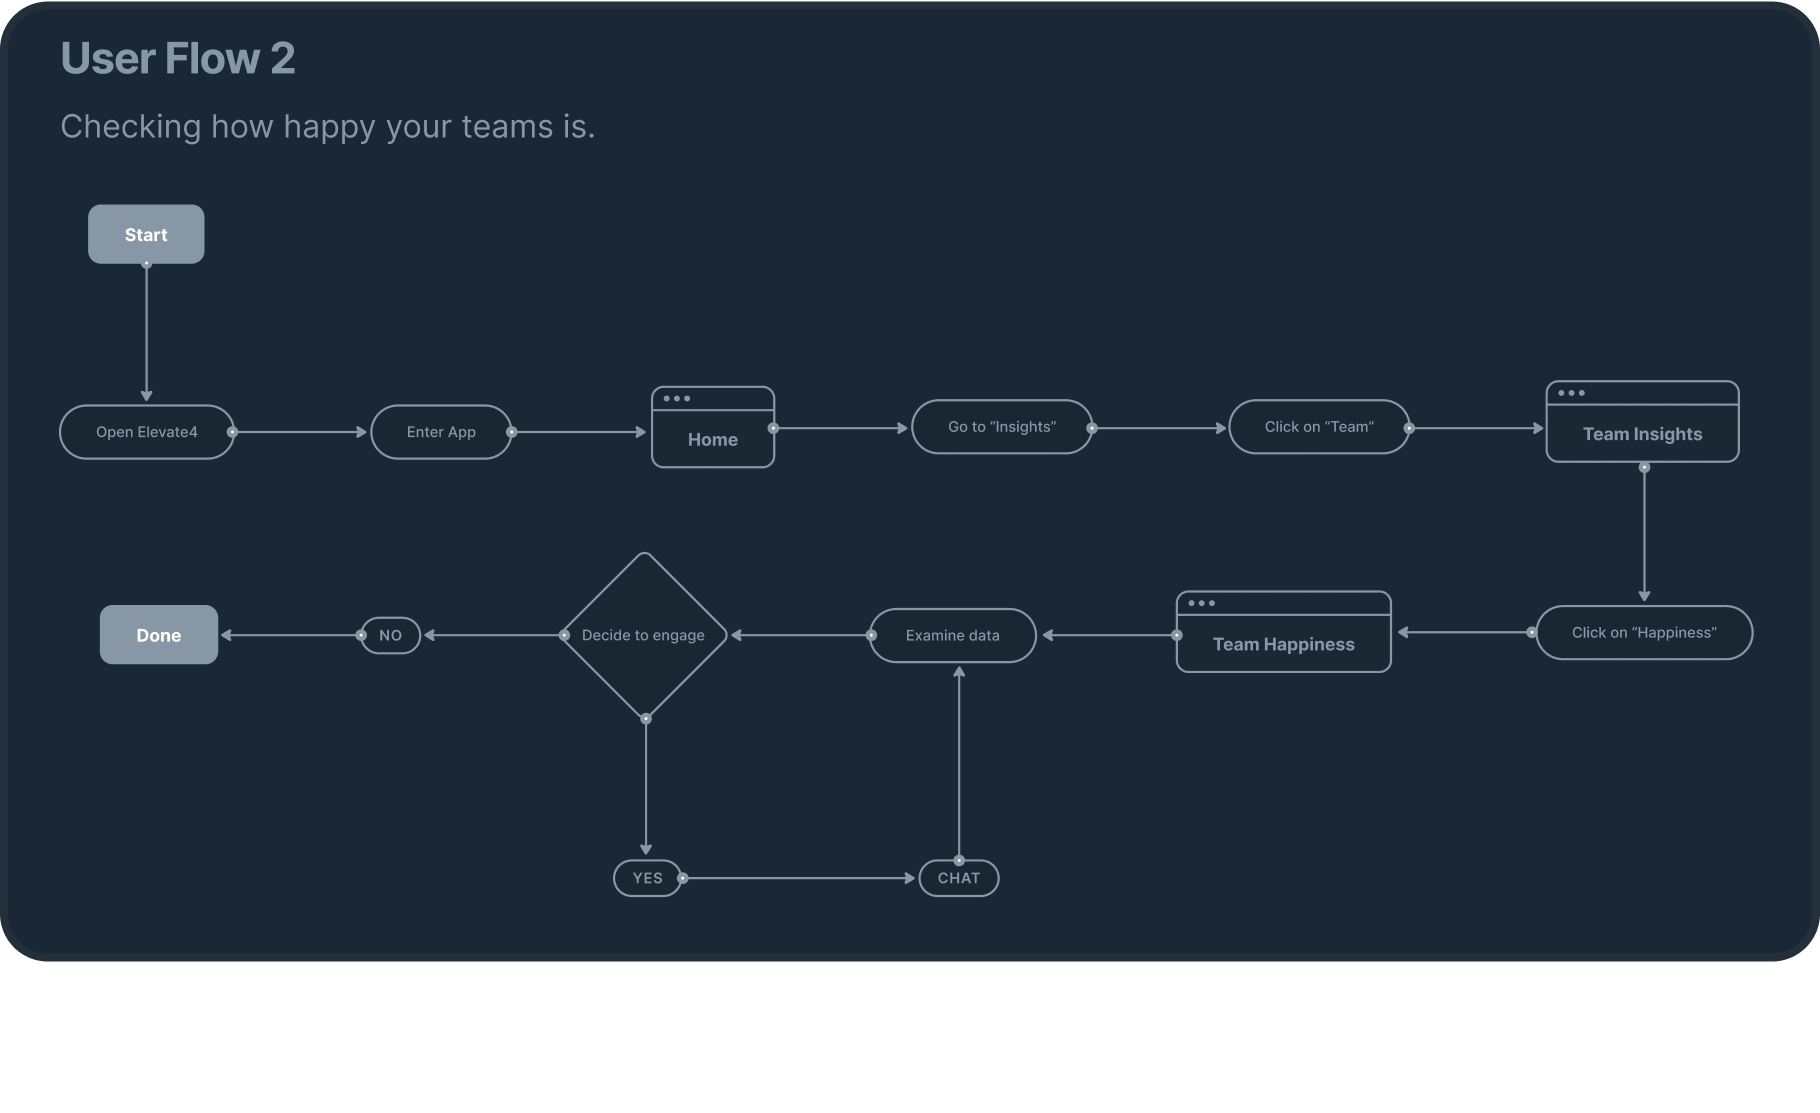 User Flow 2
Checking how happy your teams is.
Start
Open Elevate4
Enter App
Home
Go to “Insights”
Click on “Team”
Team Insights
Click on “Happiness”
Team Happiness
Examine data
Decide to engage
NO
Done
YES
CHAT